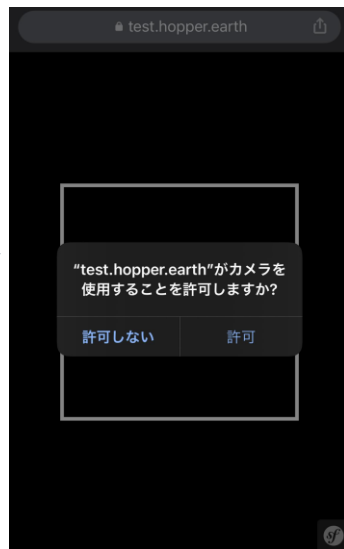 test.hopper.earth
“test.hopper.earth”がカメラを
使用することを許可しますか?
許可しない
許可
sf